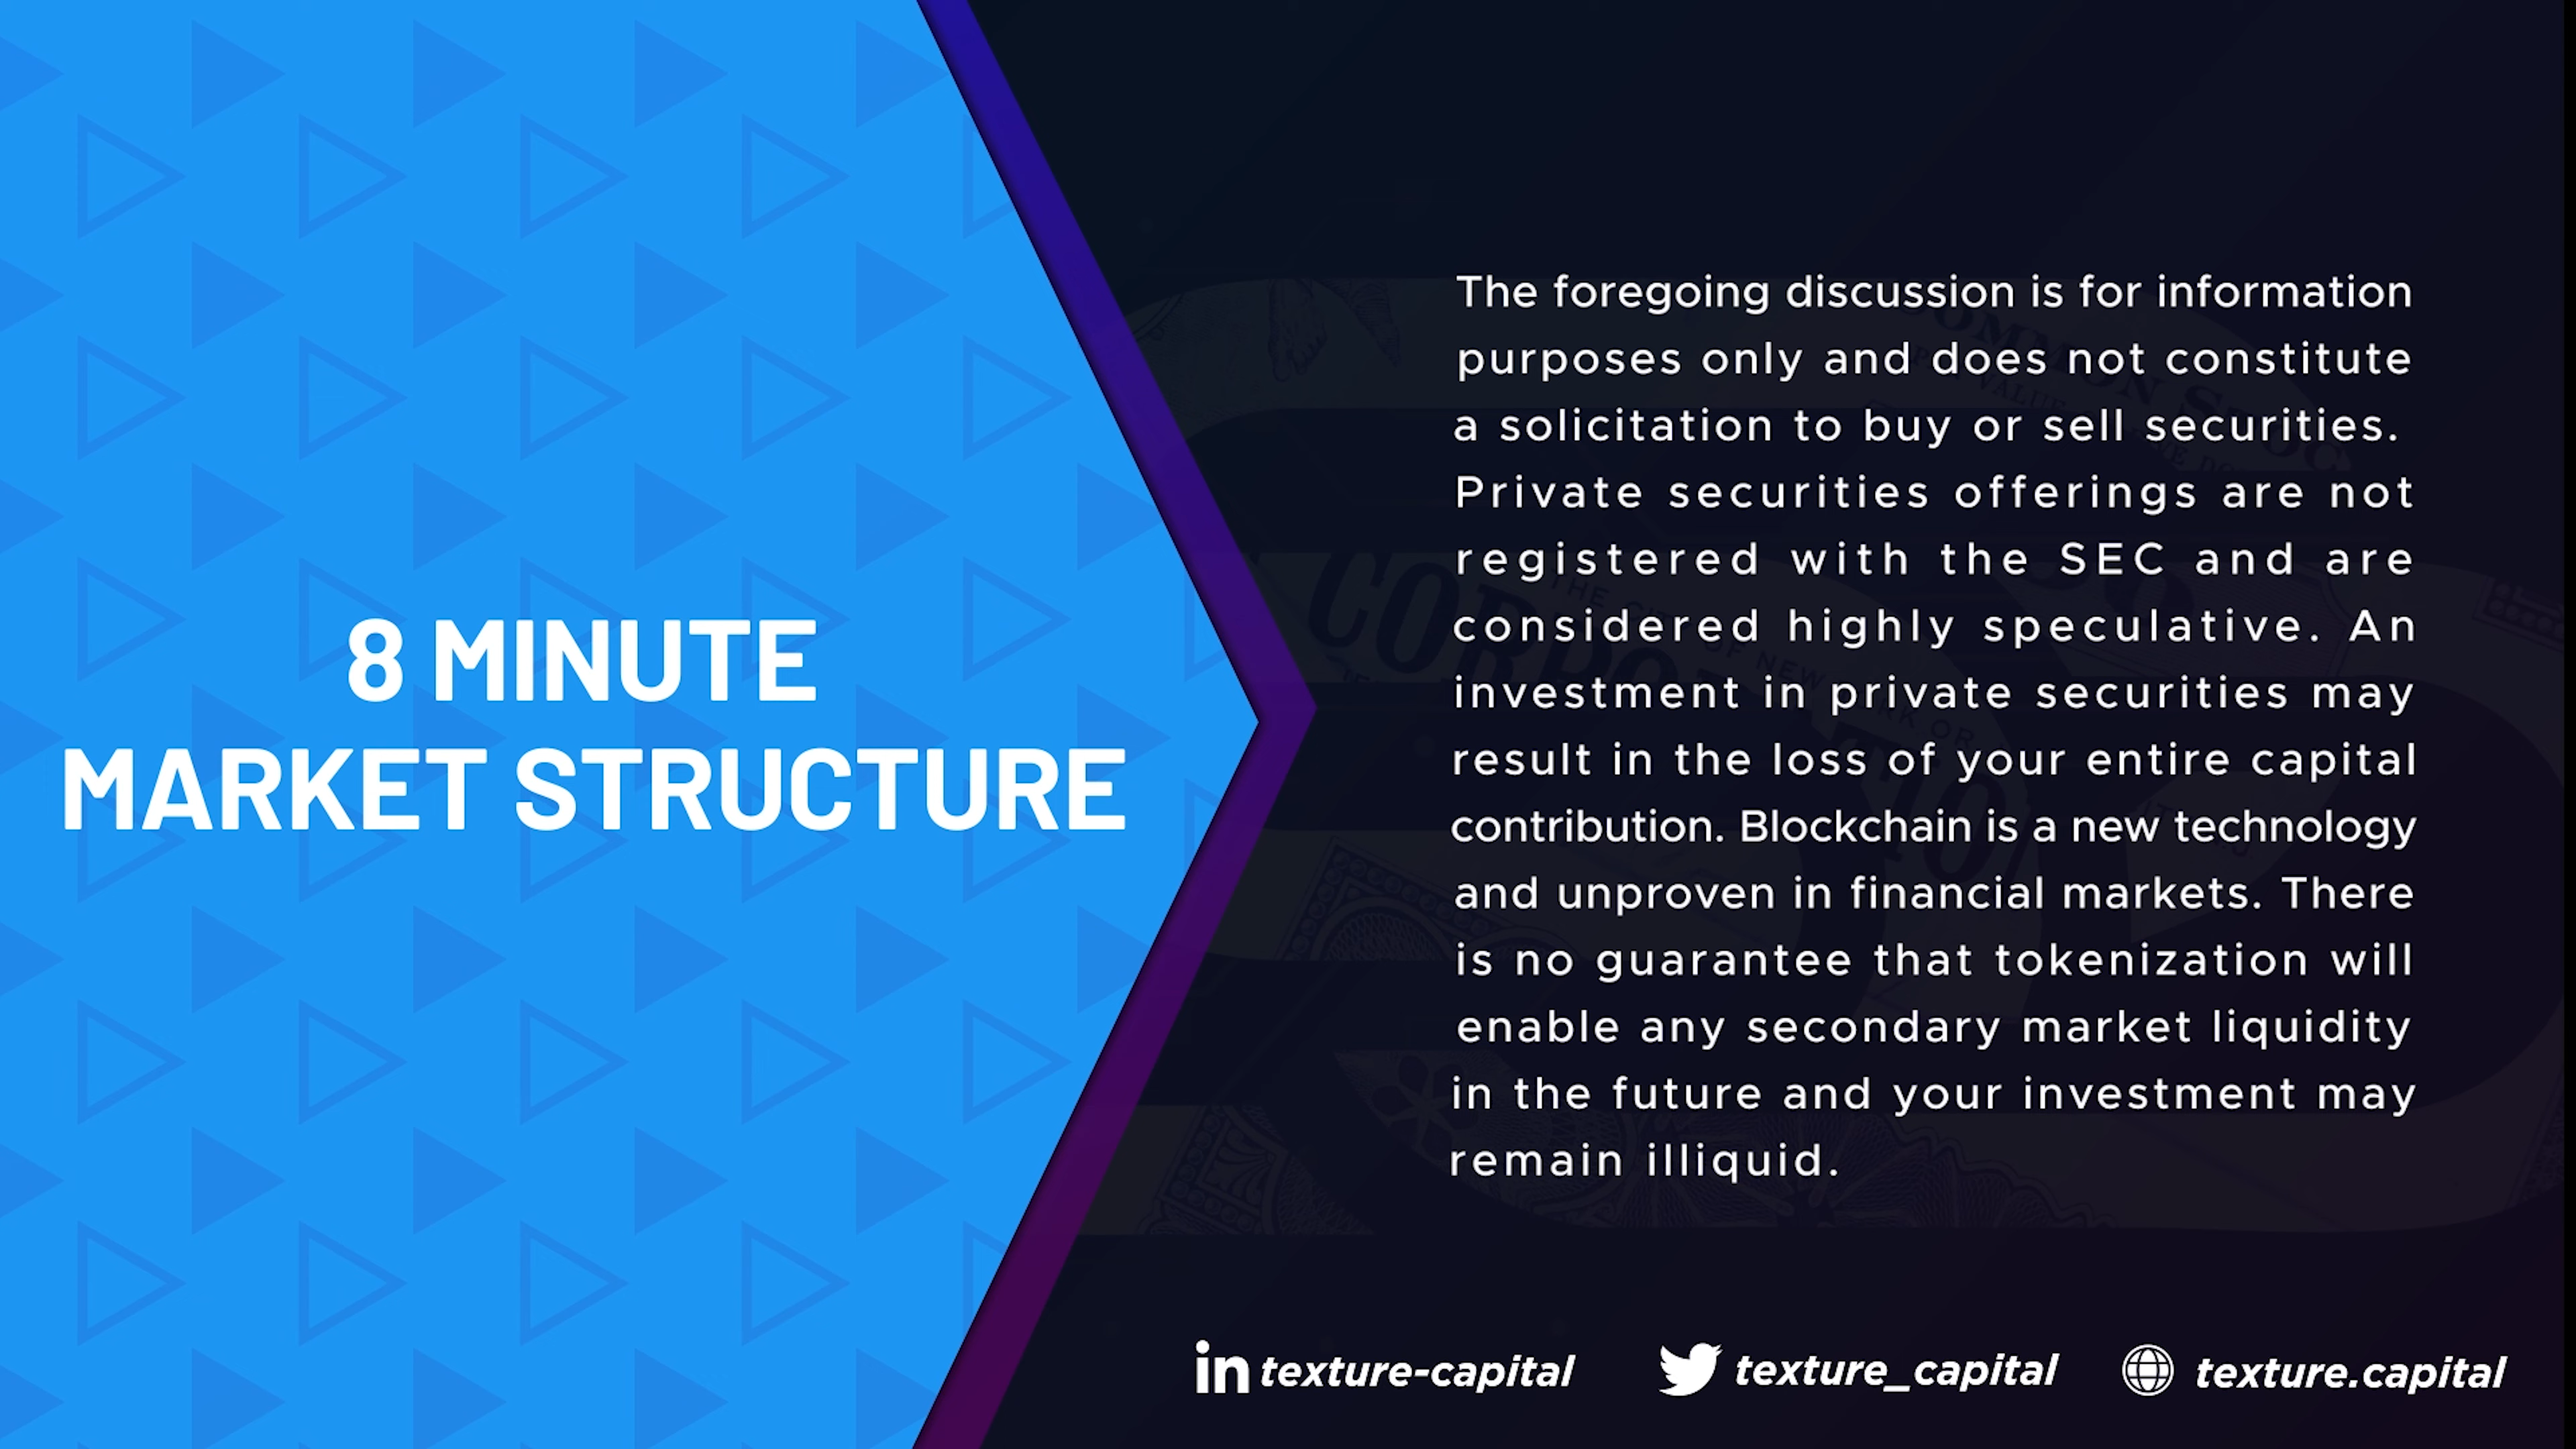 8 MINUTE
MARKET STRUCTURE
The foregoing discussion is for information
purposes only and does not constitute
a solicitation to buy or sell securities.
Private securities offerings are not
registered with the SEC and are
considered highly speculative. An
investment in private securities may
result in the loss of your entire capital
contribution. Blockchain is a new technology
and unproven in financial markets. There
is no guarantee that tokenization will
enable any secondary market liquidity
in the future and your investment may
remain illiquid.
in texture-capital
texture_capital
texture.capital